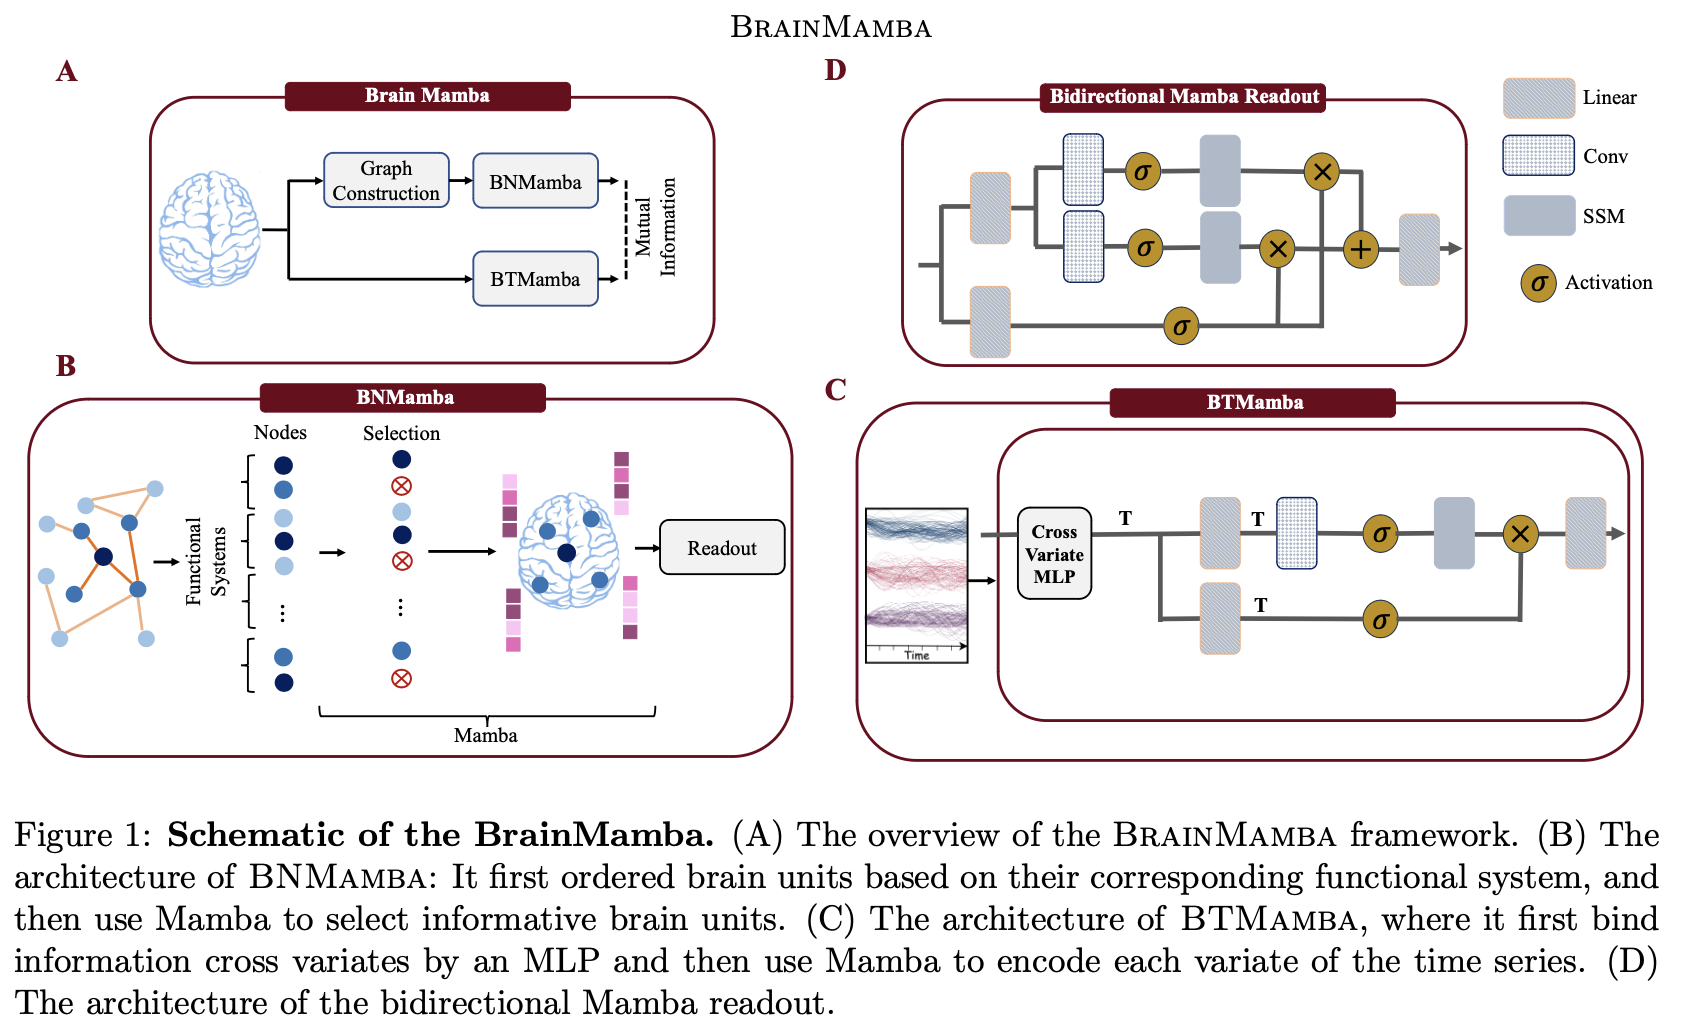 BRAINMAMBA
A
Brain Mamba
Graph
Construction
BNMamba
BTMamba
Mutual
Information
D
Bidirectional Mamba Readout
σ
×
σ
×
+
σ
Linear
Conv
SSM
σ Activation
B
BNMamba
Nodes
Selection
Functional
Systems
...
...
Readout
Mamba
C
BTMamba
Time
Cross
Variate
MLP
T
T
σ
×
T
σ
Figure 1: Schematic of the BrainMamba. (A) The overview of the BRAINMAMBA framework. (B) The
architecture of BNMAMBA: It first ordered brain units based on their corresponding functional system, and
then use Mamba to select informative brain units. (C) The architecture of BTMAMBA, where it first bind
information cross variates by an MLP and then use Mamba to encode each variate of the time series. (D)
The architecture of the bidirectional Mamba readout.